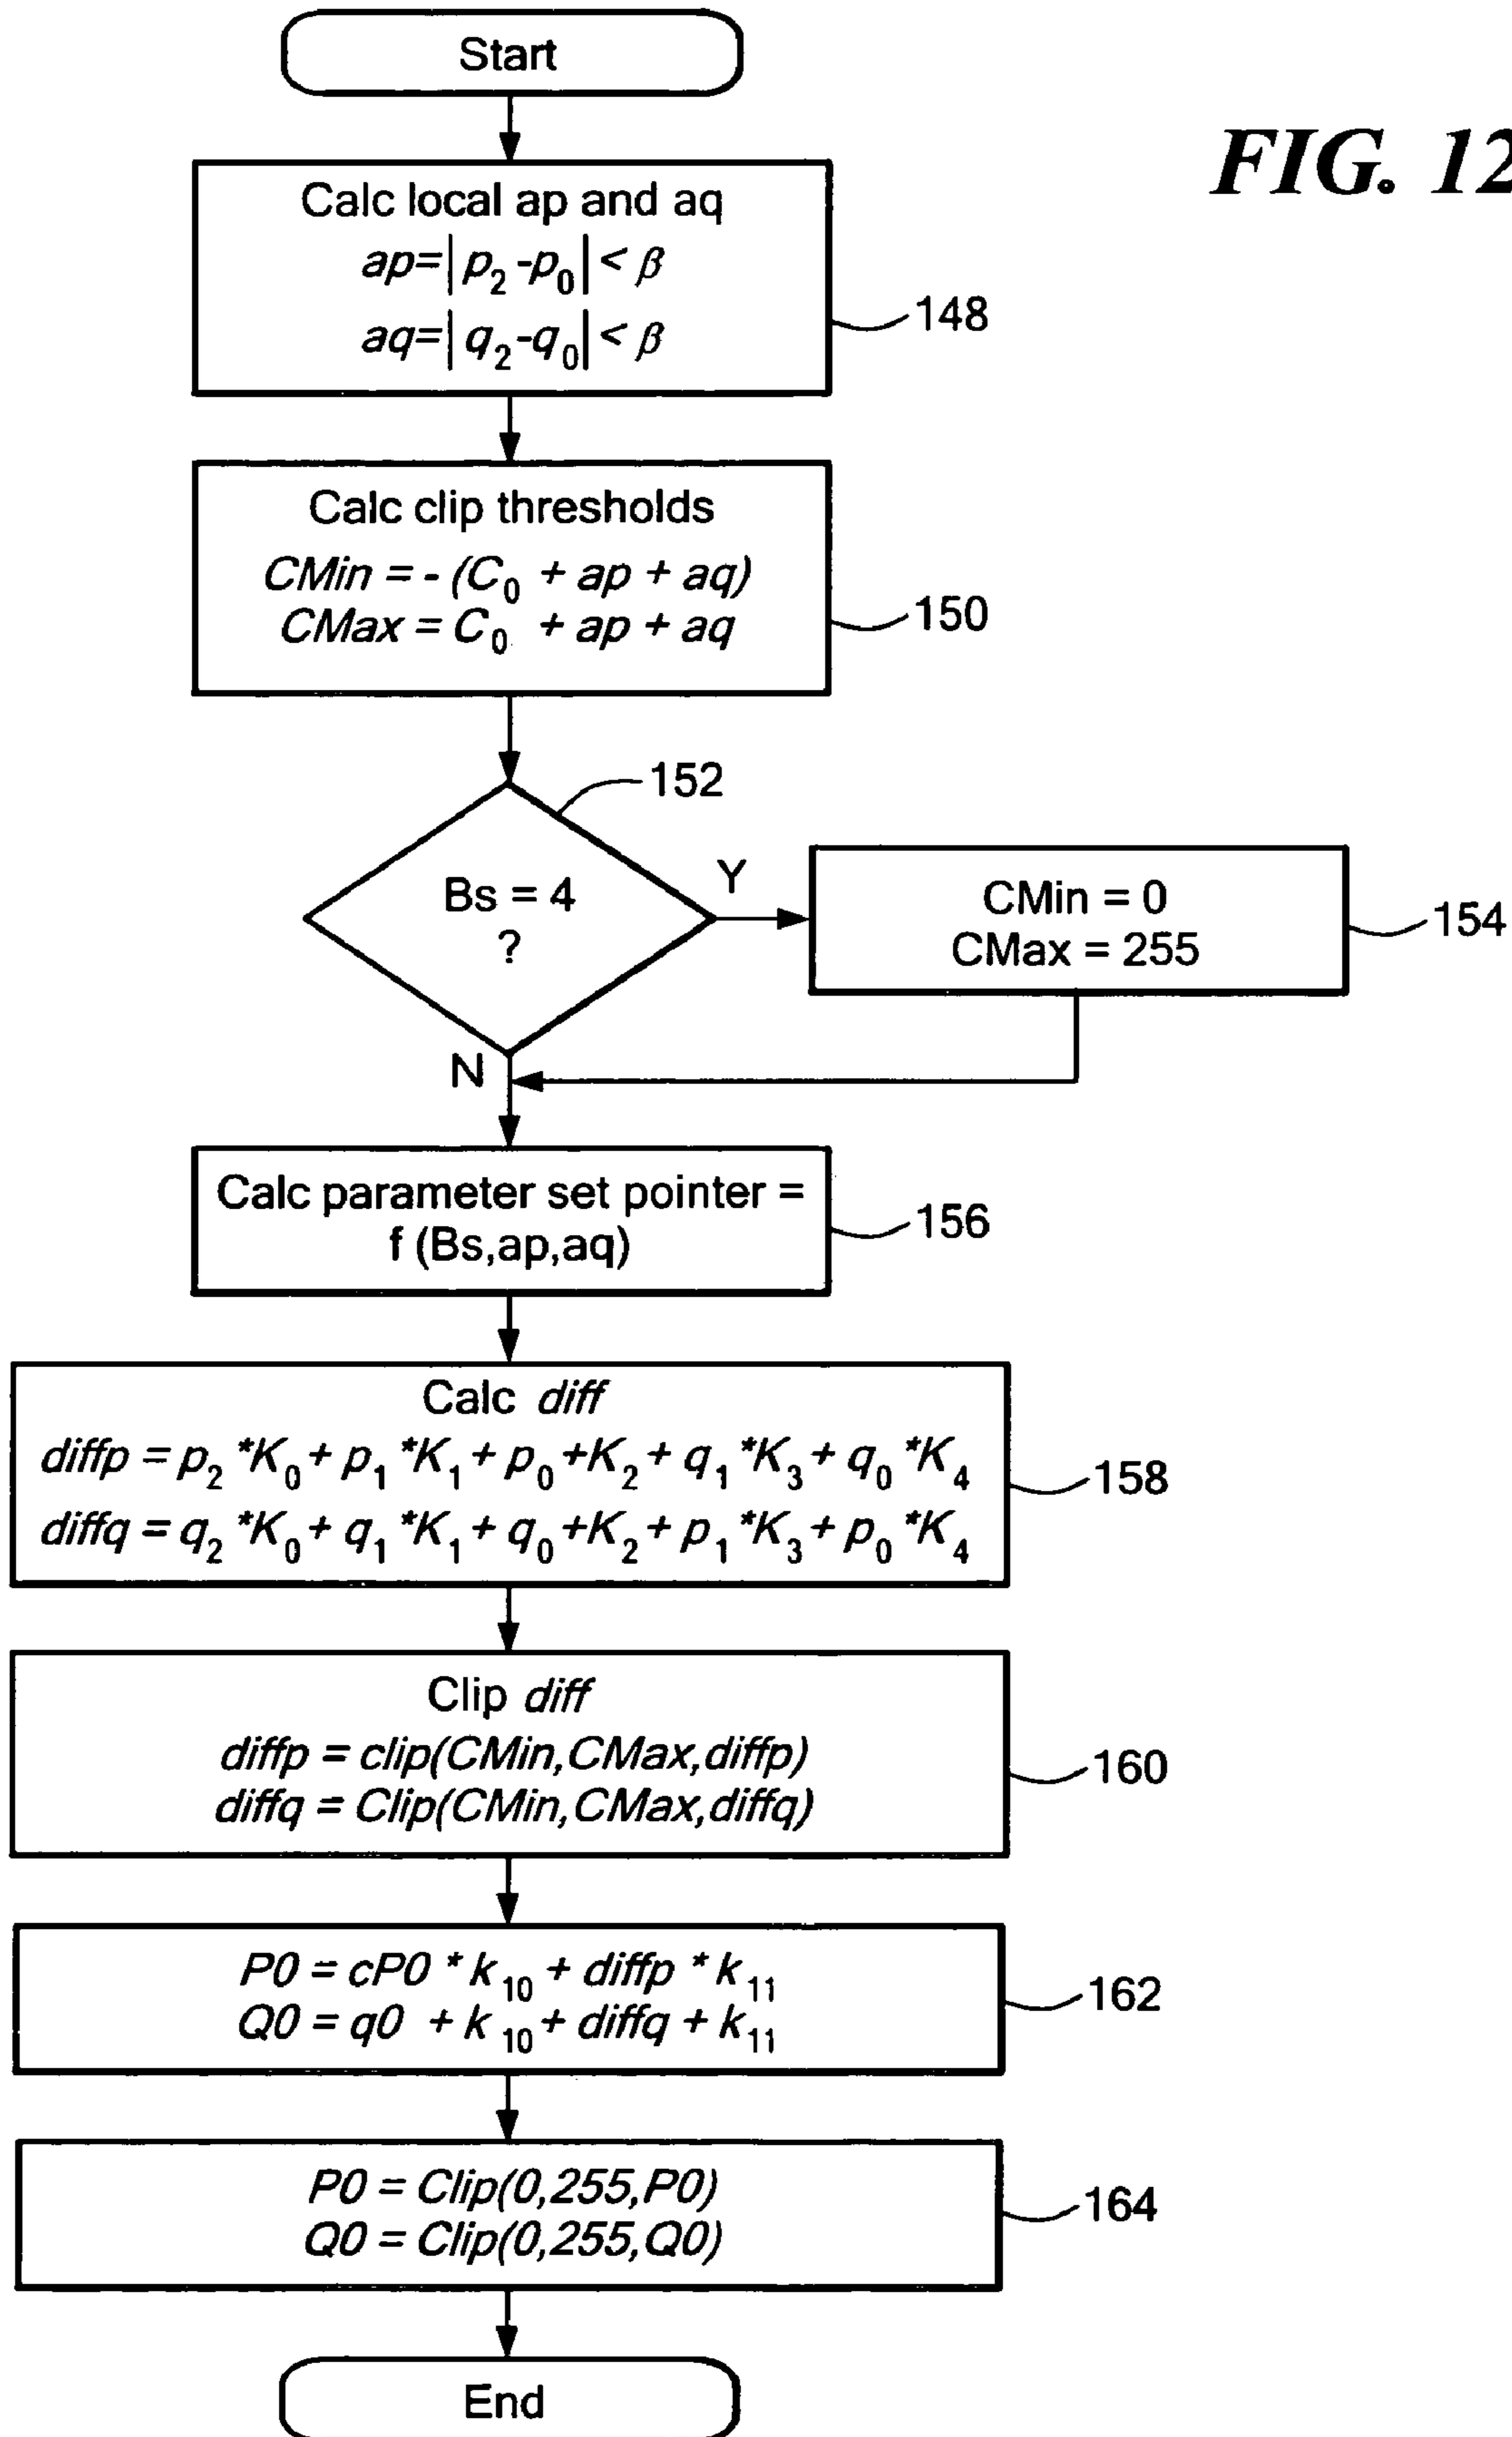 Start
FIG. 12
Calc local ap and aq
ap=|p₂-p₀|< β
aq=|q₂-q₀|< β
148
Calc clip thresholds
CMin = - (C₀ + ap + aq)
CMax = C₀ + ap + aq
150
152
Bs = 4
?
Y
CMin = 0
CMax = 255
154
N
Calc parameter set pointer =
f (Bs,ap,aq)
156
Calc diff
diffp = p₂ *K₀+ p₁ *K₁+ p₀ +K₂+ q₁ *K₃+ q₀ *K₄
diffq = q₂ *K₀+ q₁ *K₁+ q₀ +K₂+ p₁ *K₃+ p₀ *K₄
158
Clip diff
diffp = clip(CMin,CMax,diffp)
diffq = Clip(CMin,CMax,diffq)
160
P0 = cP0 * k₁₀ + diffp * k₁₁
Q0 = q0 + k₁₀ + diffq + k₁₁
162
P0 = Clip(0,255,P0)
Q0 = Clip(0,255,Q0)
164
End